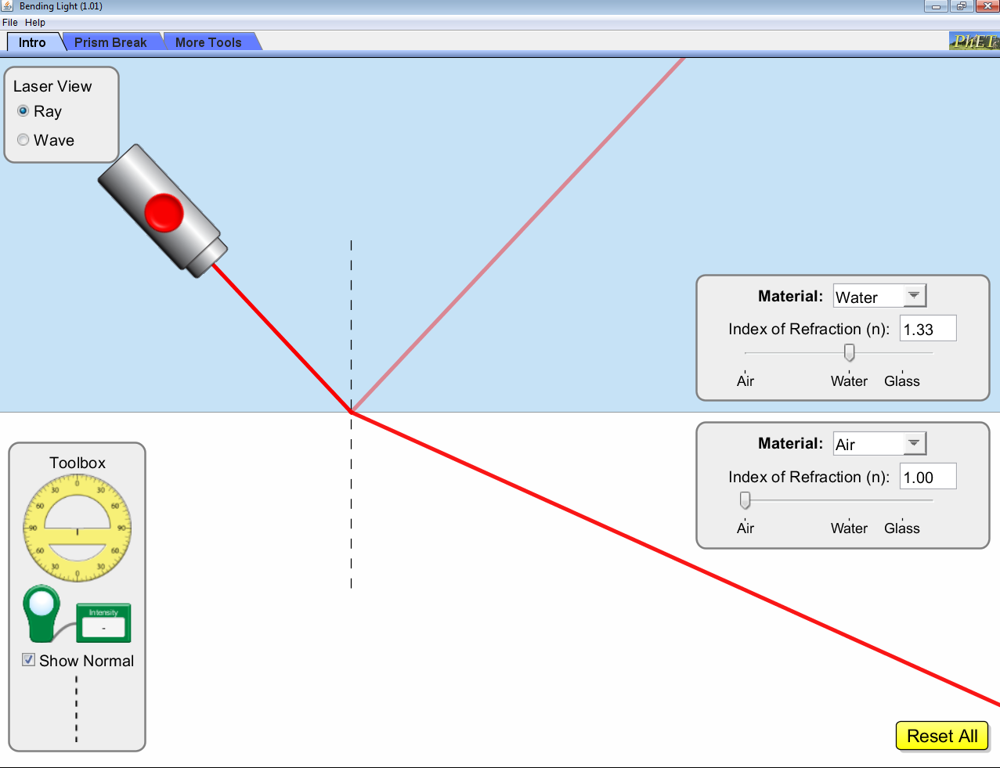 Bending Light (1.01)
File Help
Intro Prism Break More Tools
PhET
Laser View
Ray
Wave
Material: Water
Index of Refraction (n): 1.33
Air Water Glass
Material: Air
Index of Refraction (n): 1.00
Air Water Glass
Toolbox
0
30 30
60 60
90 90
60 60
30 30
0
Intensity
-
Show Normal
Reset All